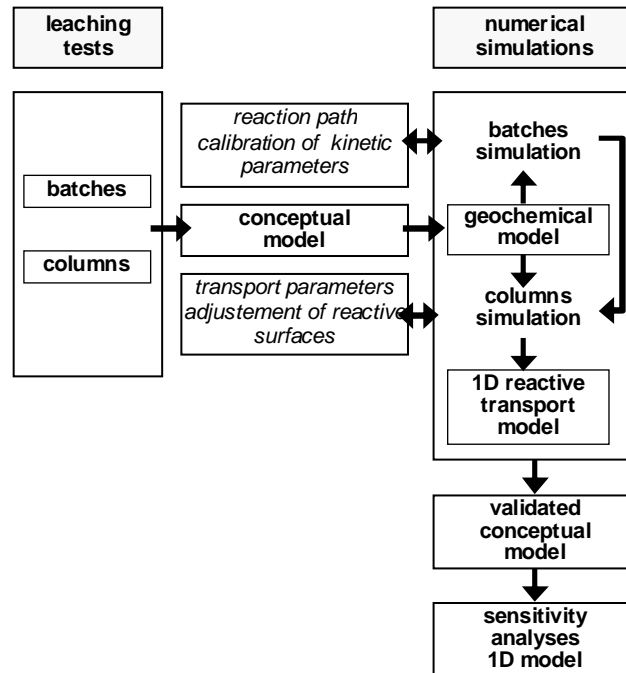 leaching
tests
numerical
simulations
batches
columns
reaction path
calibration of kinetic
parameters
conceptual
model
transport parameters
adjustement of reactive
surfaces
batches
simulation
geochemical
model
columns
simulation
1D reactive
transport
model
validated
conceptual
model
sensitivity
analyses
1D model